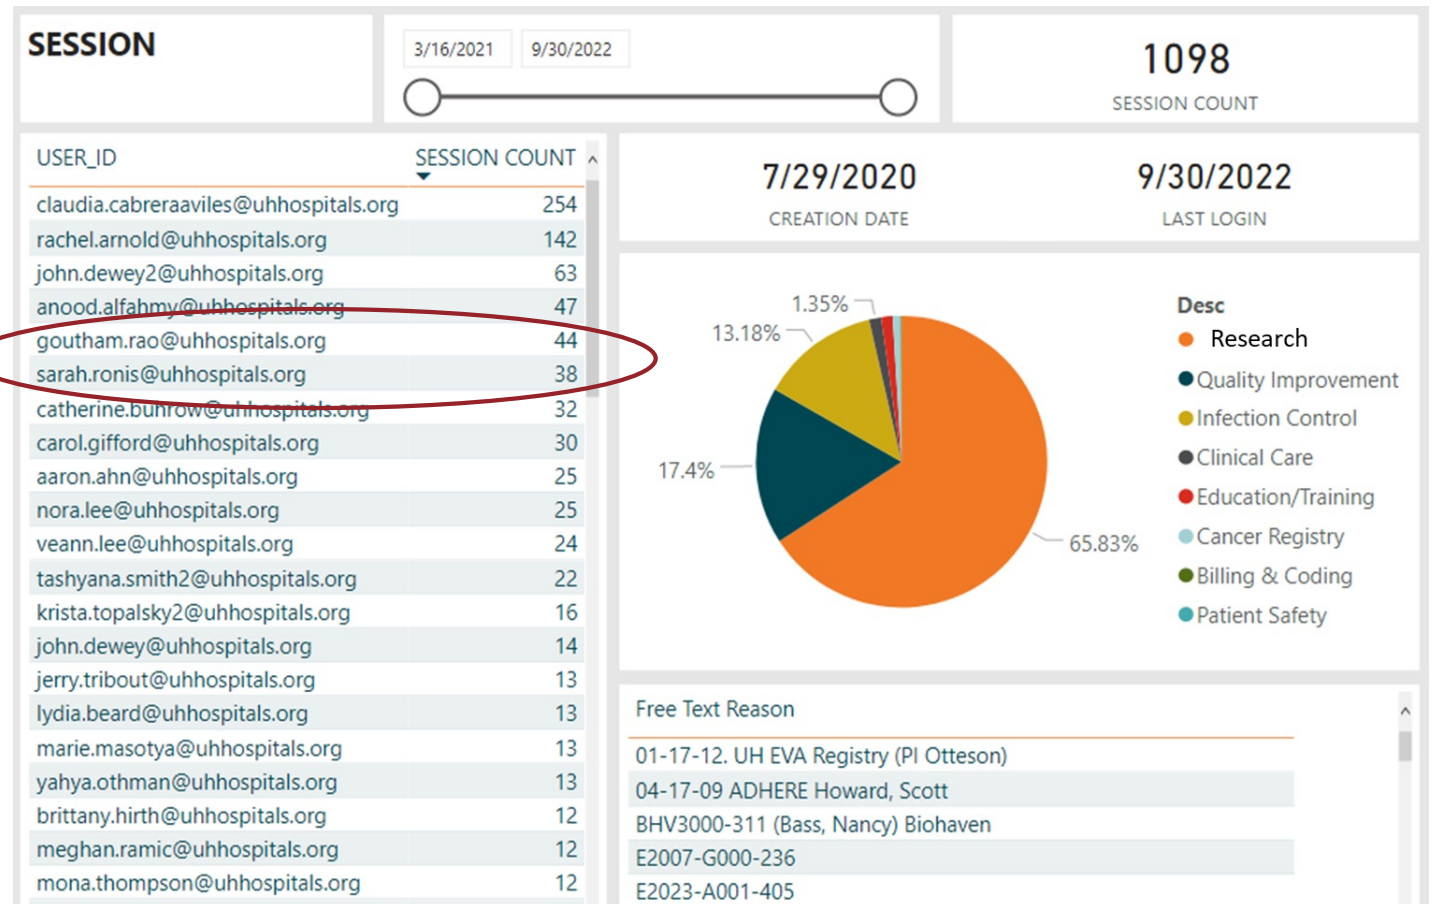 SESSION
3/16/2021 9/30/2022
1098
SESSION COUNT
USER_ID SESSION COUNT
claudia.cabreraaviles@uhhospitals.org 254
rachel.arnold@uhhospitals.org 142
john.dewey2@uhhospitals.org 63
anood.alfahmy@uhhospitals.org 47
goutham.rao@uhhospitals.org 44
sarah.ronis@uhhospitals.org 38
catherine.buhrow@uhhospitals.org 32
carol.gifford@uhhospitals.org 30
aaron.ahn@uhhospitals.org 25
nora.lee@uhhospitals.org 25
veann.lee@uhhospitals.org 24
tashyana.smith2@uhhospitals.org 22
krista.topalsky2@uhhospitals.org 16
john.dewey@uhhospitals.org 14
jerry.tribout@uhhospitals.org 13
lydia.beard@uhhospitals.org 13
marie.masotya@uhhospitals.org 13
yahya.othman@uhhospitals.org 13
brittany.hirth@uhhospitals.org 12
meghan.ramic@uhhospitals.org 12
mona.thompson@uhhospitals.org 12
7/29/2020
CREATION DATE
9/30/2022
LAST LOGIN
1.35%
13.18%
17.4%
65.83%
Desc
Research
Quality Improvement
Infection Control
Clinical Care
Education/Training
Cancer Registry
Billing & Coding
Patient Safety
Free Text Reason
01-17-12. UH EVA Registry (PI Otteson)
04-17-09 ADHERE Howard, Scott
BHV3000-311 (Bass, Nancy) Biohaven
E2007-G000-236
E2023-A001-405